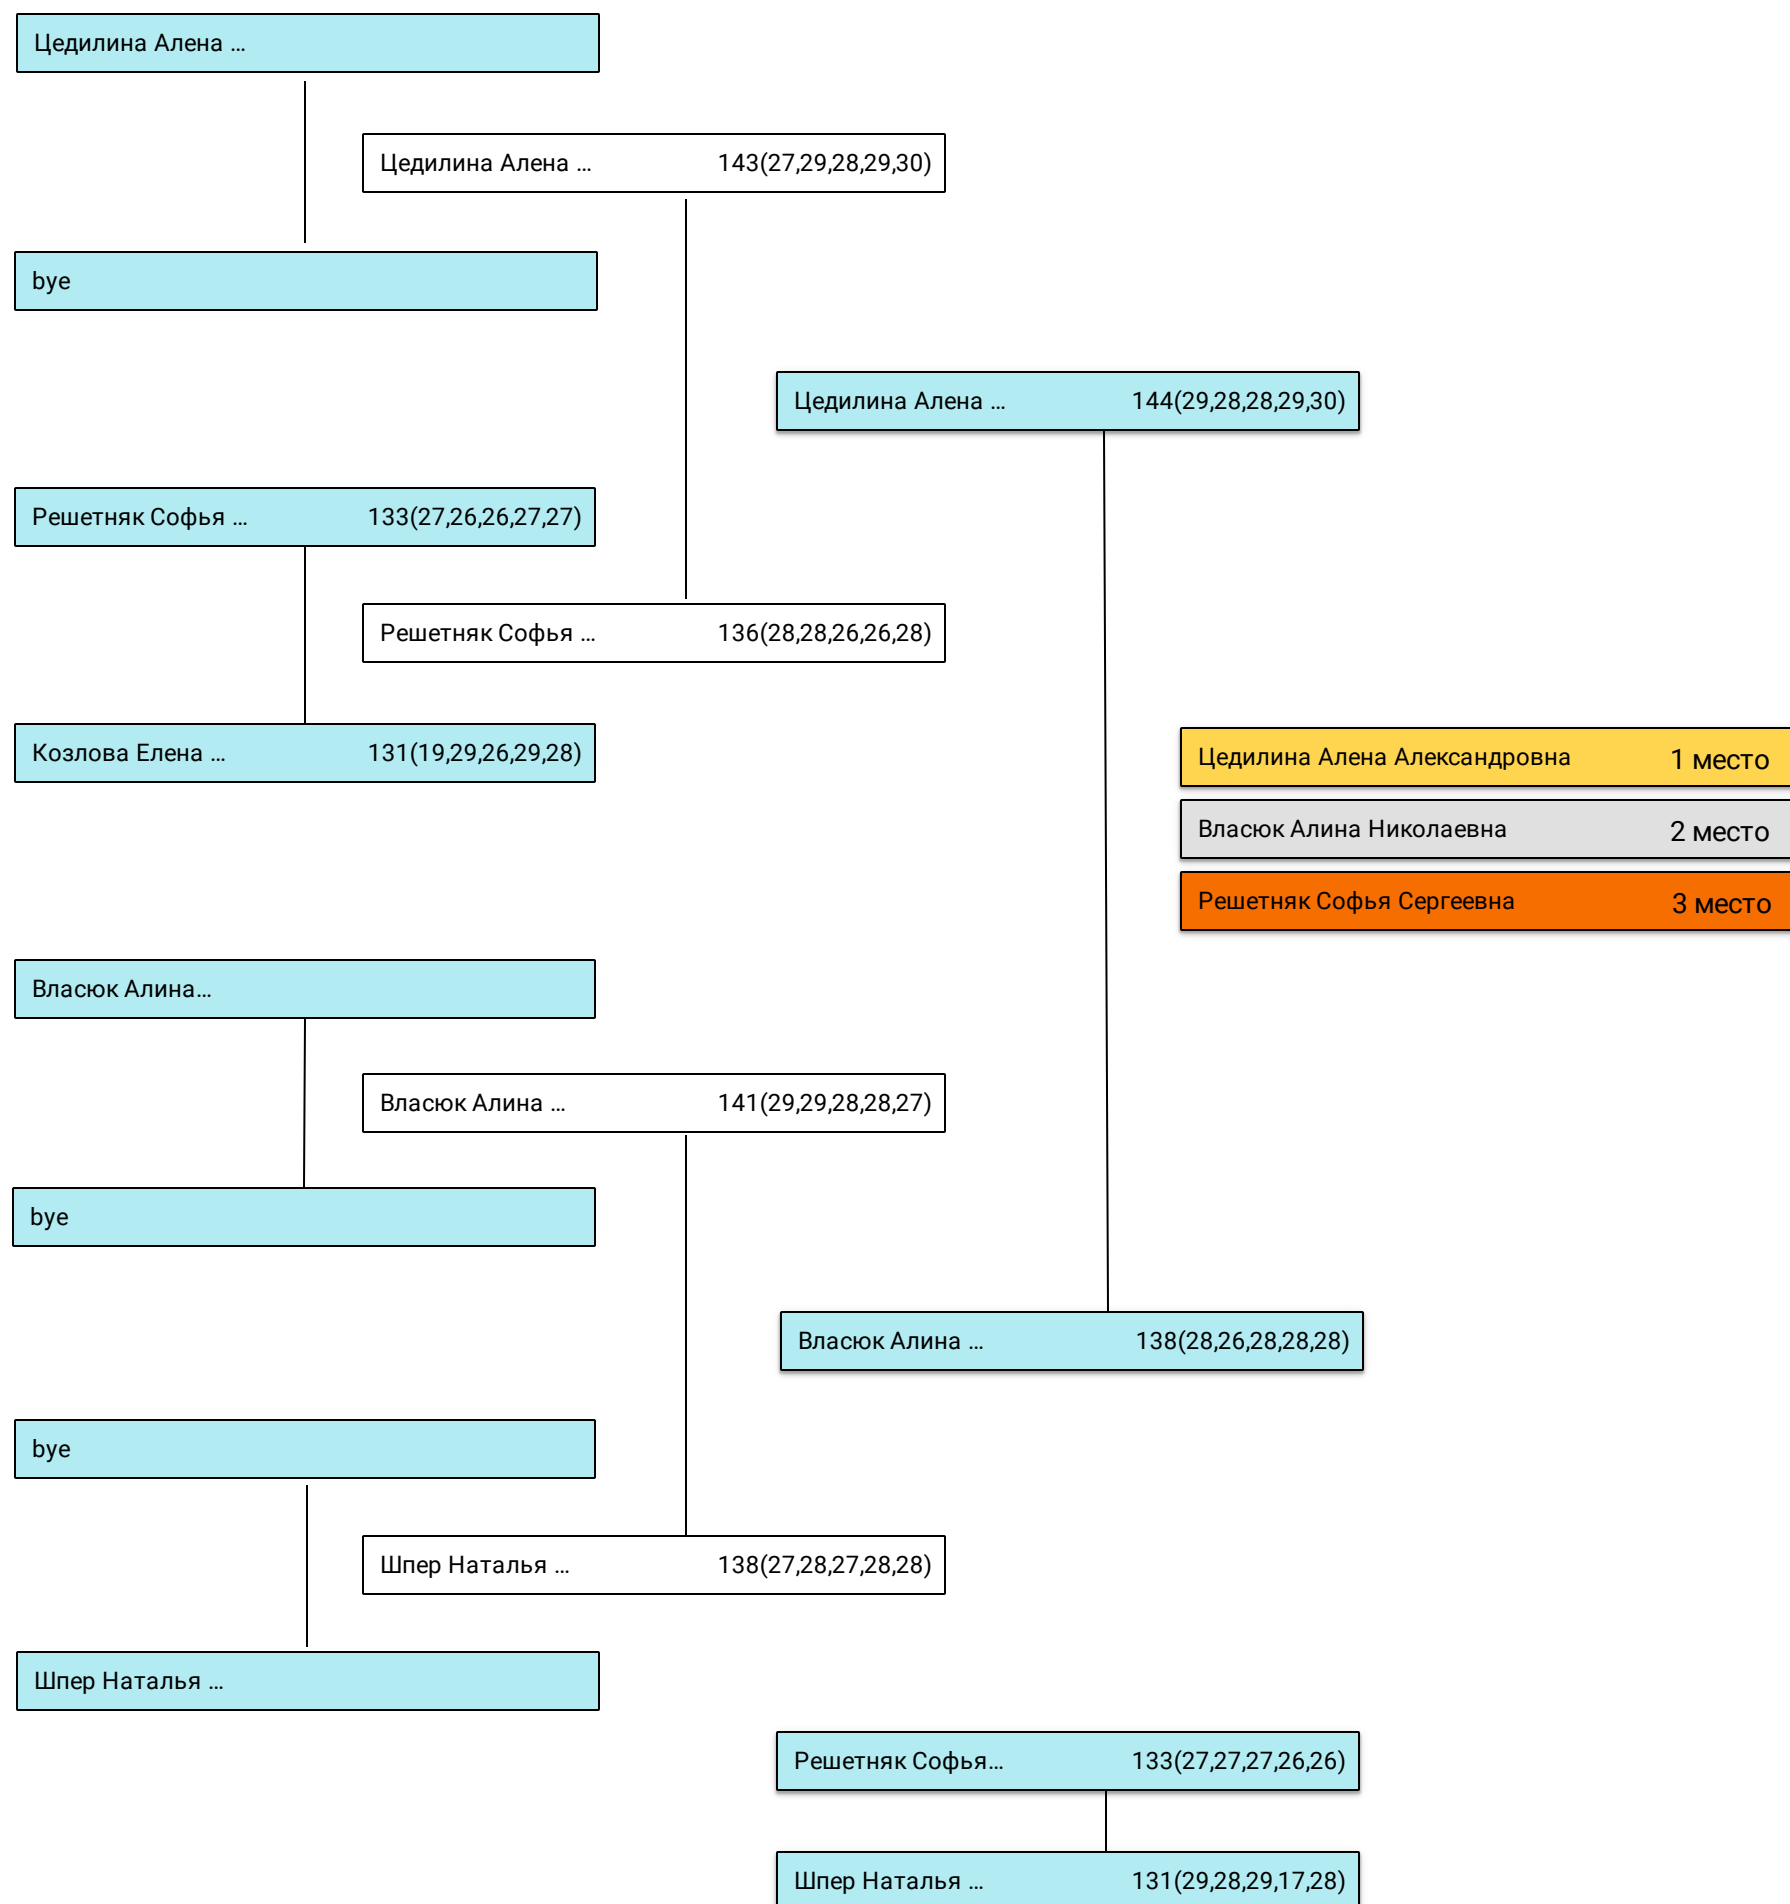 Цедилина Алена ...
Цедилина Алена ... 143(27,29,28,29,30)
bye
Цедилина Алена ... 144(29,28,28,29,30)
Решетняк Софья ... 133(27,26,26,27,27)
Решетняк Софья ... 136(28,28,26,26,28)
Козлова Елена ... 131(19,29,26,29,28)
Цедилина Алена Александровна 1 место
Власюк Алина Николаевна 2 место
Решетняк Софья Сергеевна 3 место
Власюк Алина...
Власюк Алина ... 141(29,29,28,28,27)
bye
Власюк Алина ... 138(28,26,28,28,28)
bye
Шпер Наталья ... 138(27,28,27,28,28)
Шпер Наталья ...
Решетняк Софья... 133(27,27,27,26,26)
Шпер Наталья ... 131(29,28,29,17,28)